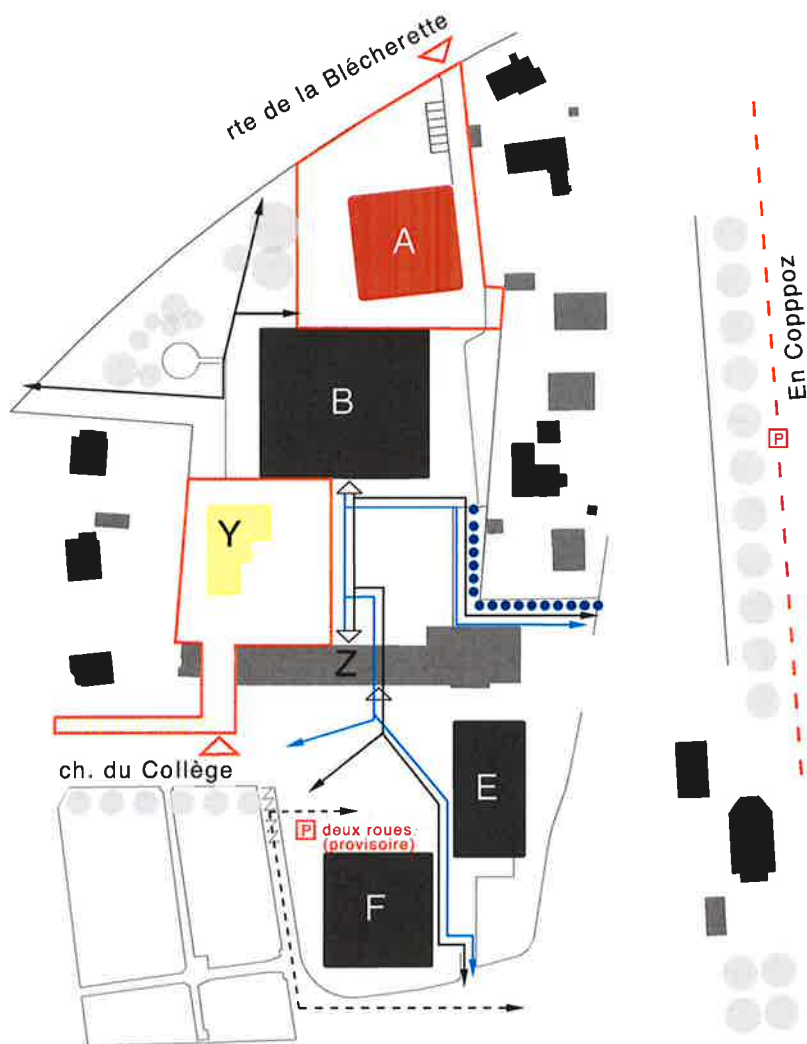 rte de la Blécherette
A
B
En Copppoz
P
Y
Z
ch. du Collège
E
P deux roues
(provisoire)
F